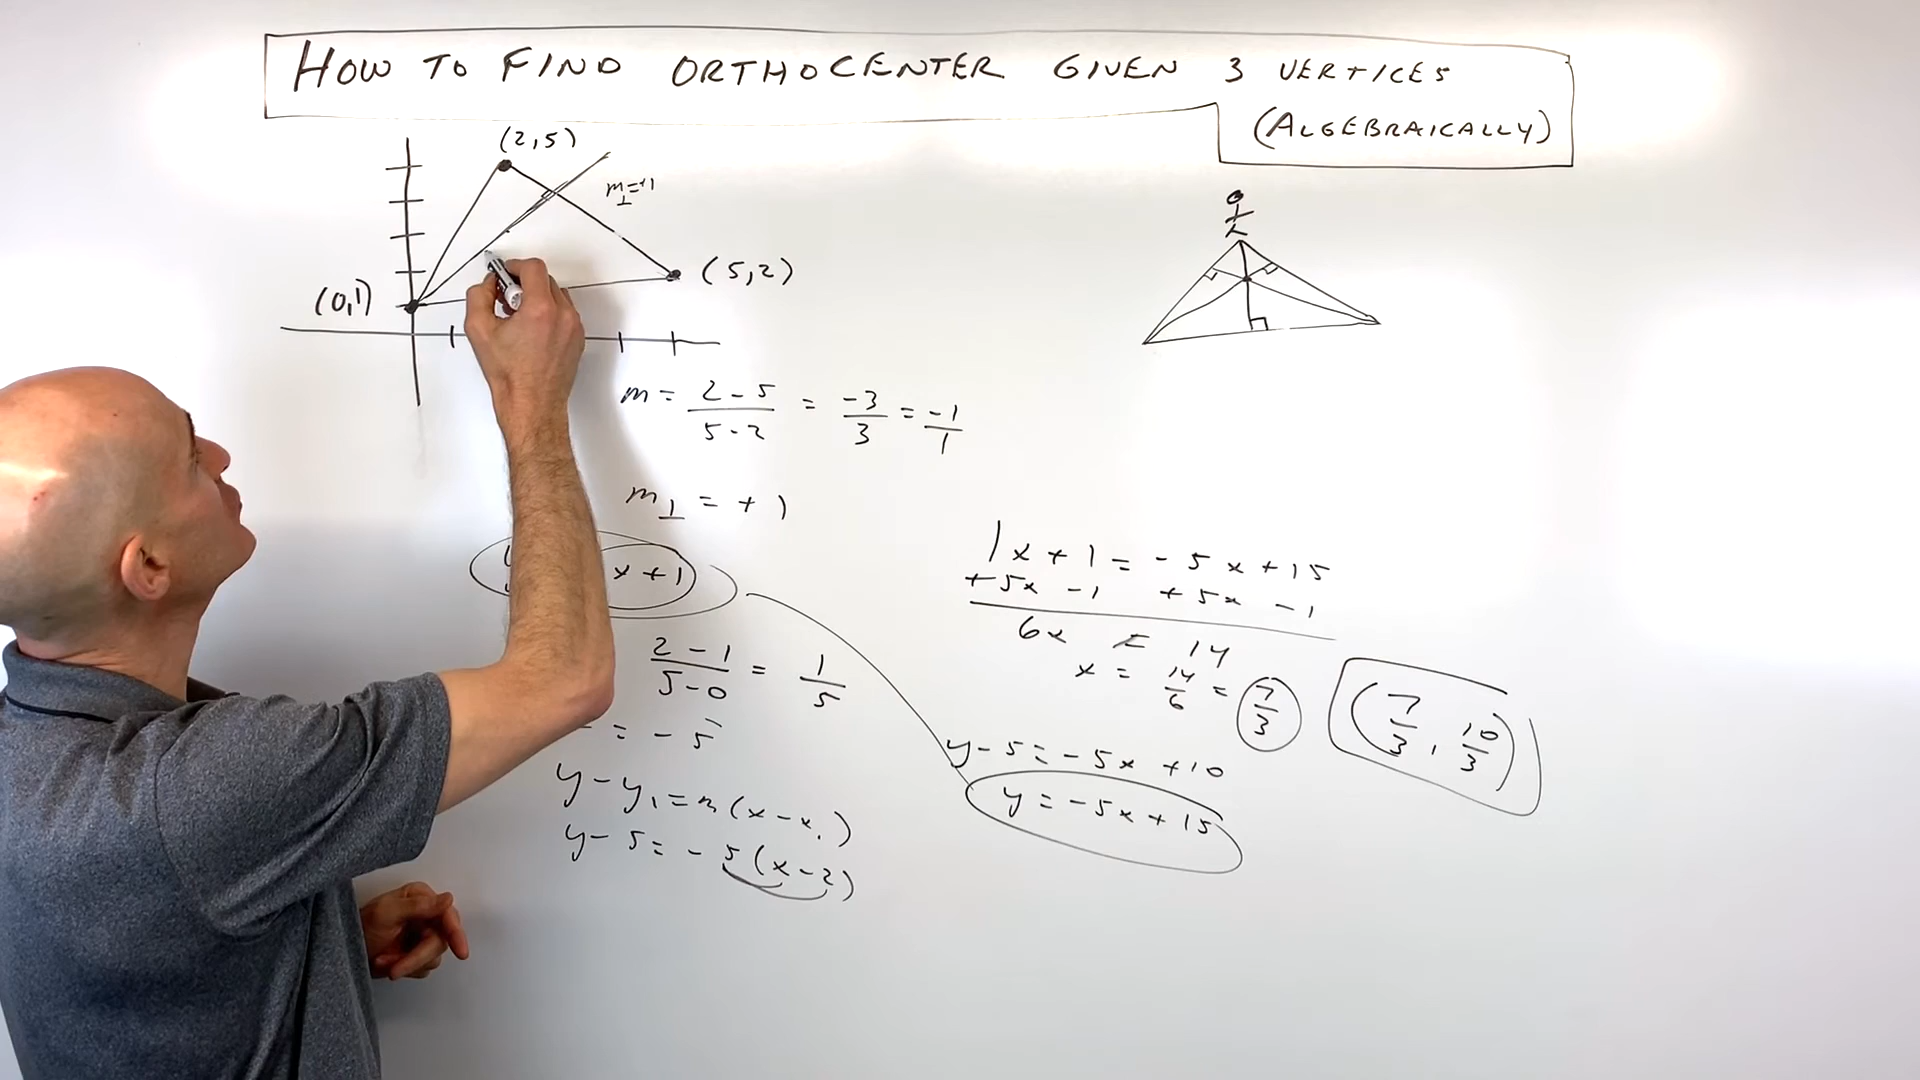 HOW TO FIND ORTHOCENTER GIVEN 3 VERTICES
(ALGEBRAICALLY)
(2,5)
m⊥=+1
(5,2)
(0,1)
m = 2-5/5-2 = -3/3 = -1/1
m⊥ = +1
x+1
2-1/5-0 = 1/5
= -5
y-y₁=m(x-x₁)
y-5=-5(x-2)
1x+1=-5x+15
+5x -1 +5x -1
6x = 14
x = 14/6 = 7/3
(7/3, 10/3)
y-5=-5x+10
y=-5x+15